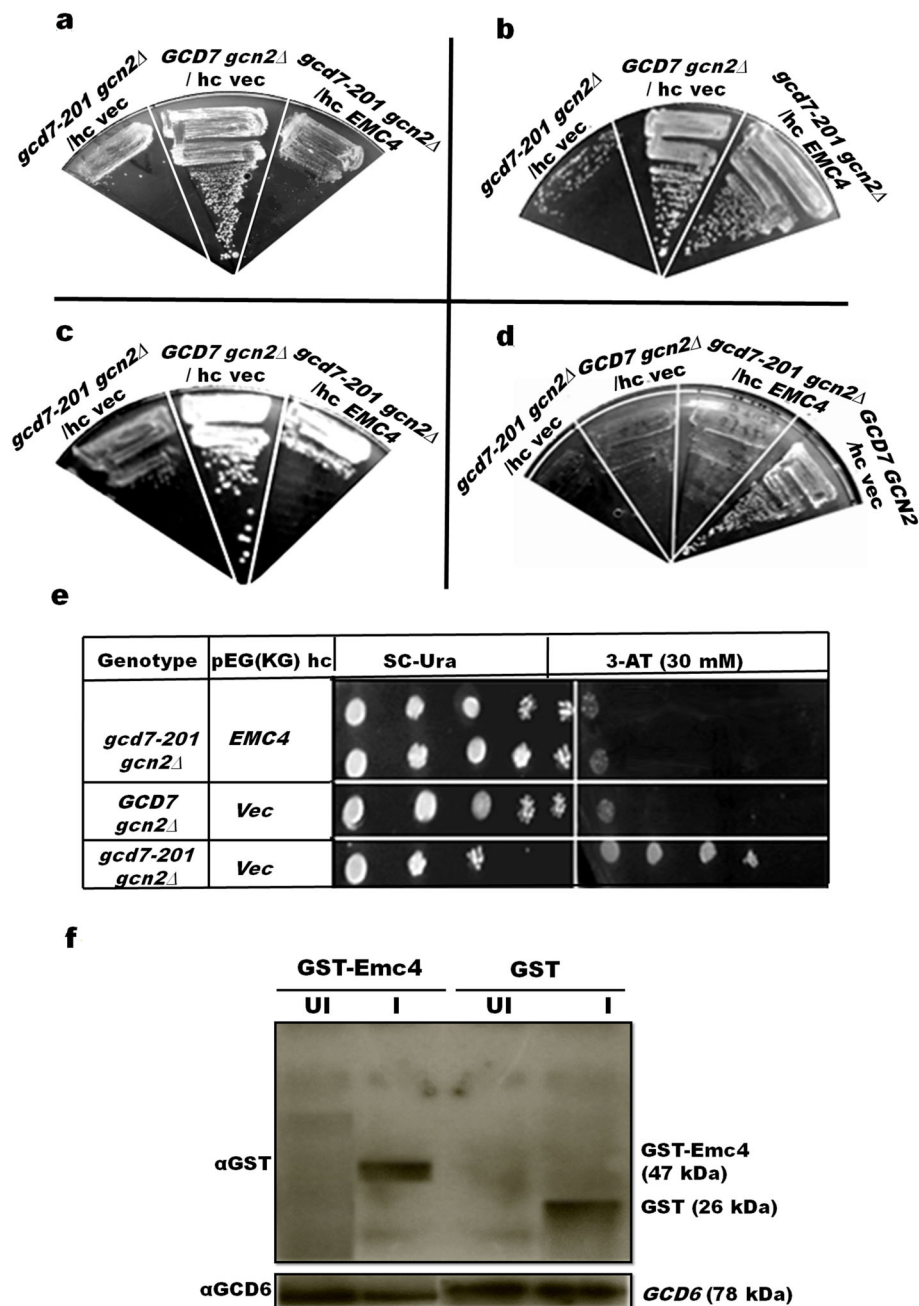 a
gcd7-201 gcn2Δ
/hc vec
GCD7 gcn2Δ
/ hc vec
gcd7-201 gcn2Δ
/hc EMC4
b
gcd7-201 gcn2Δ
/hc vec
GCD7 gcn2Δ
/ hc vec
gcd7-201 gcn2Δ
/hc EMC4
c
gcd7-201 gcn2Δ
/hc vec
GCD7 gcn2Δ
/ hc vec
gcd7-201 gcn2Δ
/hc EMC4
d
gcd7-201 gcn2Δ
/hc vec
GCD7 gcn2Δ
/hc vec
gcd7-201 gcn2Δ
/hc EMC4
GCD7 GCN2
/hc vec
e
Genotype pEG(KG) hc SC-Ura 3-AT (30 mM)
gcd7-201
gcn2Δ
EMC4
GCD7
gcn2Δ
Vec
gcd7-201
gcn2Δ
Vec
f
GST-Emc4 GST
UI I UI I
αGST
GST-Emc4
(47 kDa)
GST (26 kDa)
αGCD6 GCD6 (78 kDa)